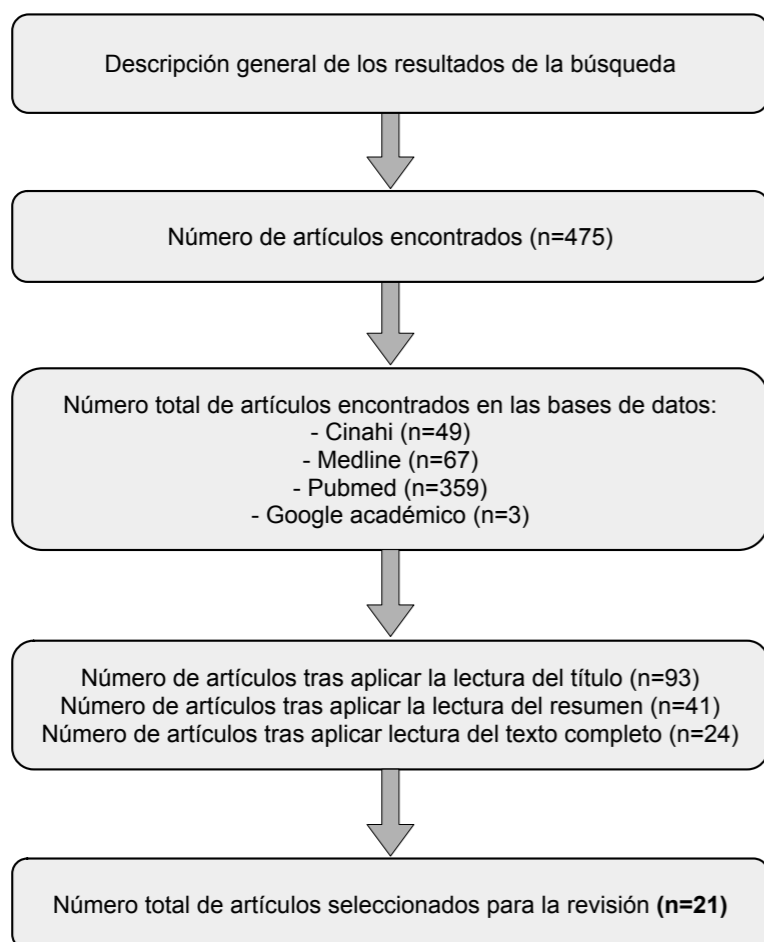 Descripción general de los resultados de la búsqueda
Número de artículos encontrados (n=475)
Número total de artículos encontrados en las bases de datos:
- Cinahi (n=49)
- Medline (n=67)
- Pubmed (n=359)
- Google académico (n=3)
Número de artículos tras aplicar la lectura del título (n=93)
Número de artículos tras aplicar la lectura del resumen (n=41)
Número de artículos tras aplicar lectura del texto completo (n=24)
Número total de artículos seleccionados para la revisión (n=21)